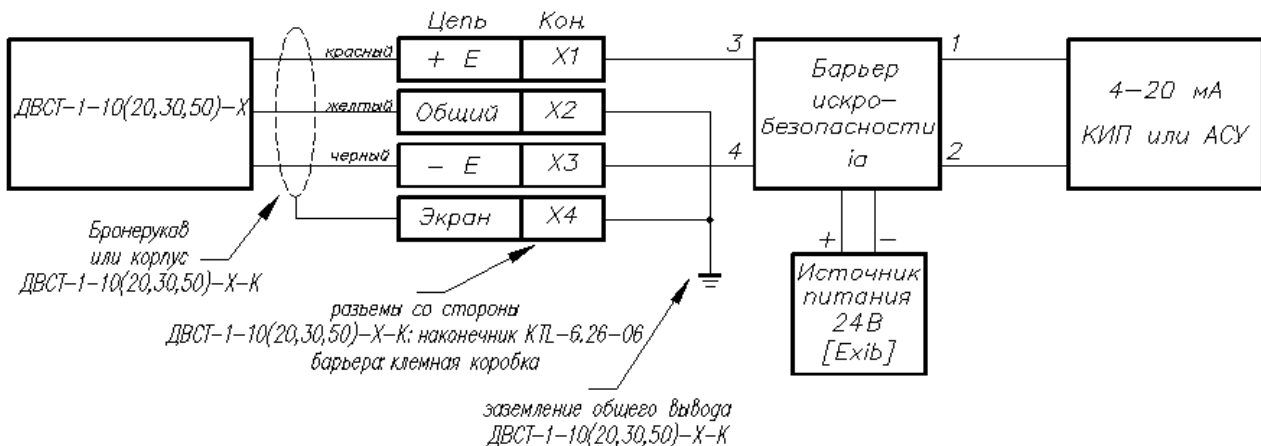 Цепь Кон.
ДВСТ-1-10(20,30,50)-Х
красный
+ Е
Х1
желтый
Общий
Х2
черный
- Е
Х3
Экран
Х4
3
4
Барьер
искро-
безопасности
ia
1
2
4-20 мА
КИП или АСУ
+ -
Источник
питания
24В
[Exib]
Бронерукав
или корпус
ДВСТ-1-10(20,30,50)-Х-К
разъемы со стороны
ДВСТ-1-10(20,30,50)-Х-К: наконечник KTL-6.26-06
барьера: клемная коробка
заземление общего вывода
ДВСТ-1-10(20,30,50)-Х-К